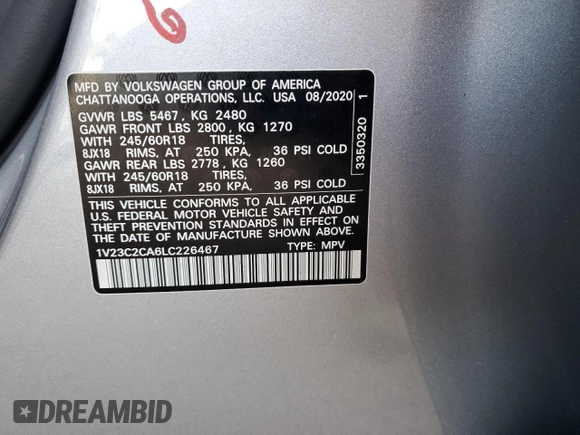 6
MFD BY VOLKSWAGEN GROUP OF AMERICA
CHATTANOOGA OPERATIONS, LLC. USA 08/2020
GVWR LBS 5467, KG 2480
GAWR FRONT LBS 2800, KG 1270
WITH 245/60R18 TIRES,
8JX18 RIMS, AT 250 KPA, 36 PSI COLD
GAWR REAR LBS 2778, KG 1260
WITH 245/60R18 TIRES,
8JX18 RIMS, AT 250 KPA, 36 PSI COLD
THIS VEHICLE CONFORMS TO ALL APPLICABLE
U.S. FEDERAL MOTOR VEHICLE SAFETY AND
THEFT PREVENTION STANDARDS IN EFFECT ON
THE DATE OF MANUFACTURE SHOWN ABOVE.
1V23C2CA6LC226467 TYPE: MPV
3350320 1
DREAMBID